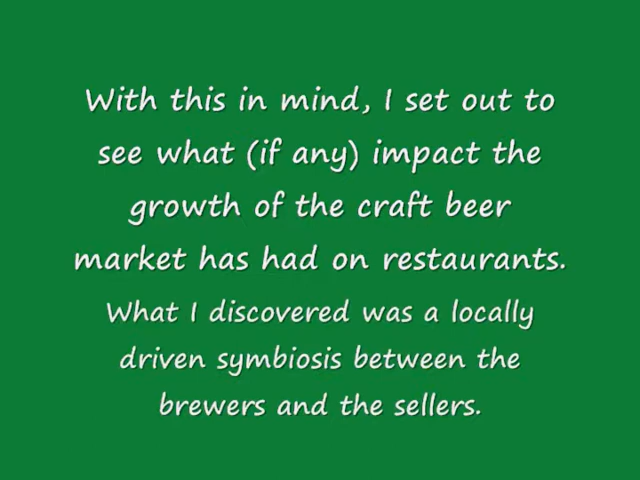 With this in mind, I set out to
see what (if any) impact the
growth of the craft beer
market has had on restaurants.
What I discovered was a locally
driven symbiosis between the
brewers and the sellers.